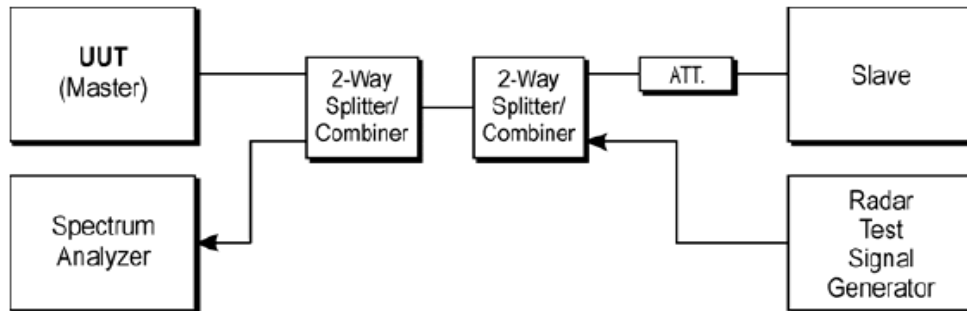 UUT
(Master)
2-Way
Splitter/
Combiner
2-Way
Splitter/
Combiner
ATT.
Slave
Spectrum
Analyzer
Radar
Test
Signal
Generator